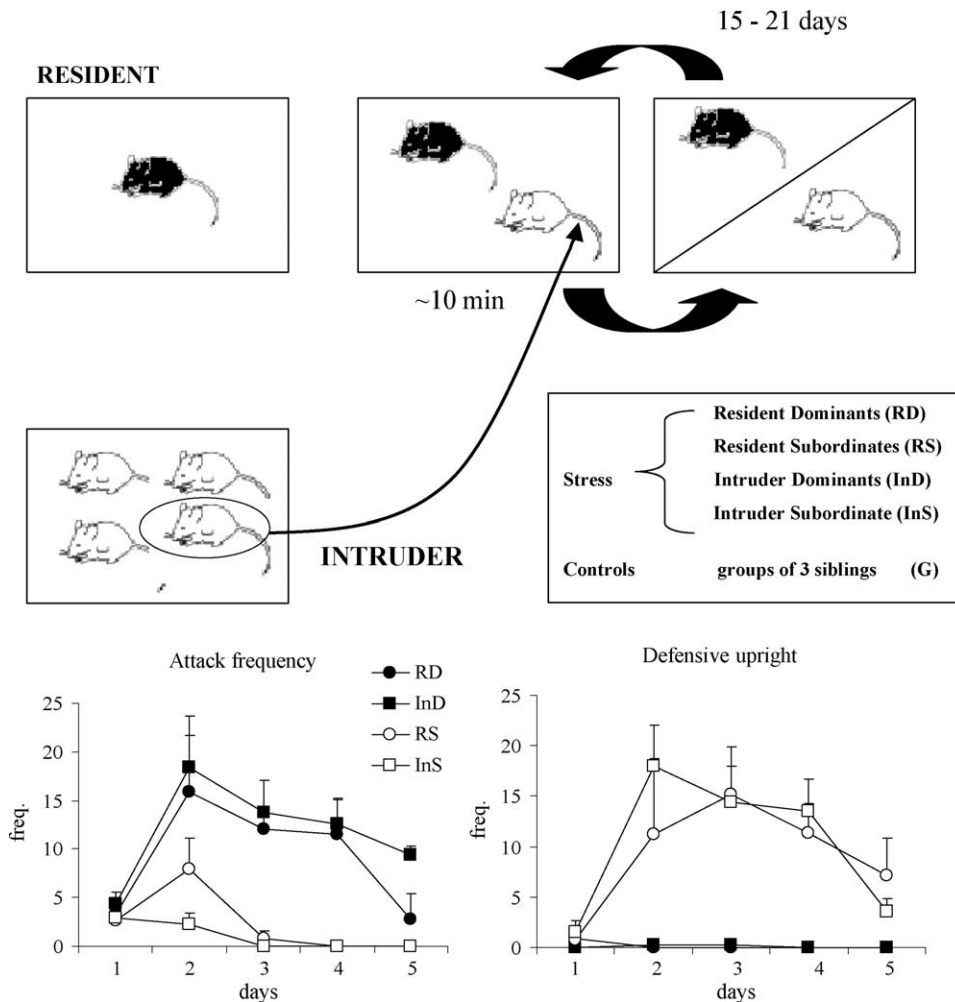 15 - 21 days
RESIDENT
~10 min
INTRUDER
Stress
Resident Dominants (RD)
Resident Subordinates (RS)
Intruder Dominants (InD)
Intruder Subordinate (InS)
Controls groups of 3 siblings (G)
Attack frequency
RD
InD
RS
InS
freq.
25
20
15
10
5
0
1 2 3 4 5
days
Defensive upright
freq.
25
20
15
10
5
0
1 2 3 4 5
days